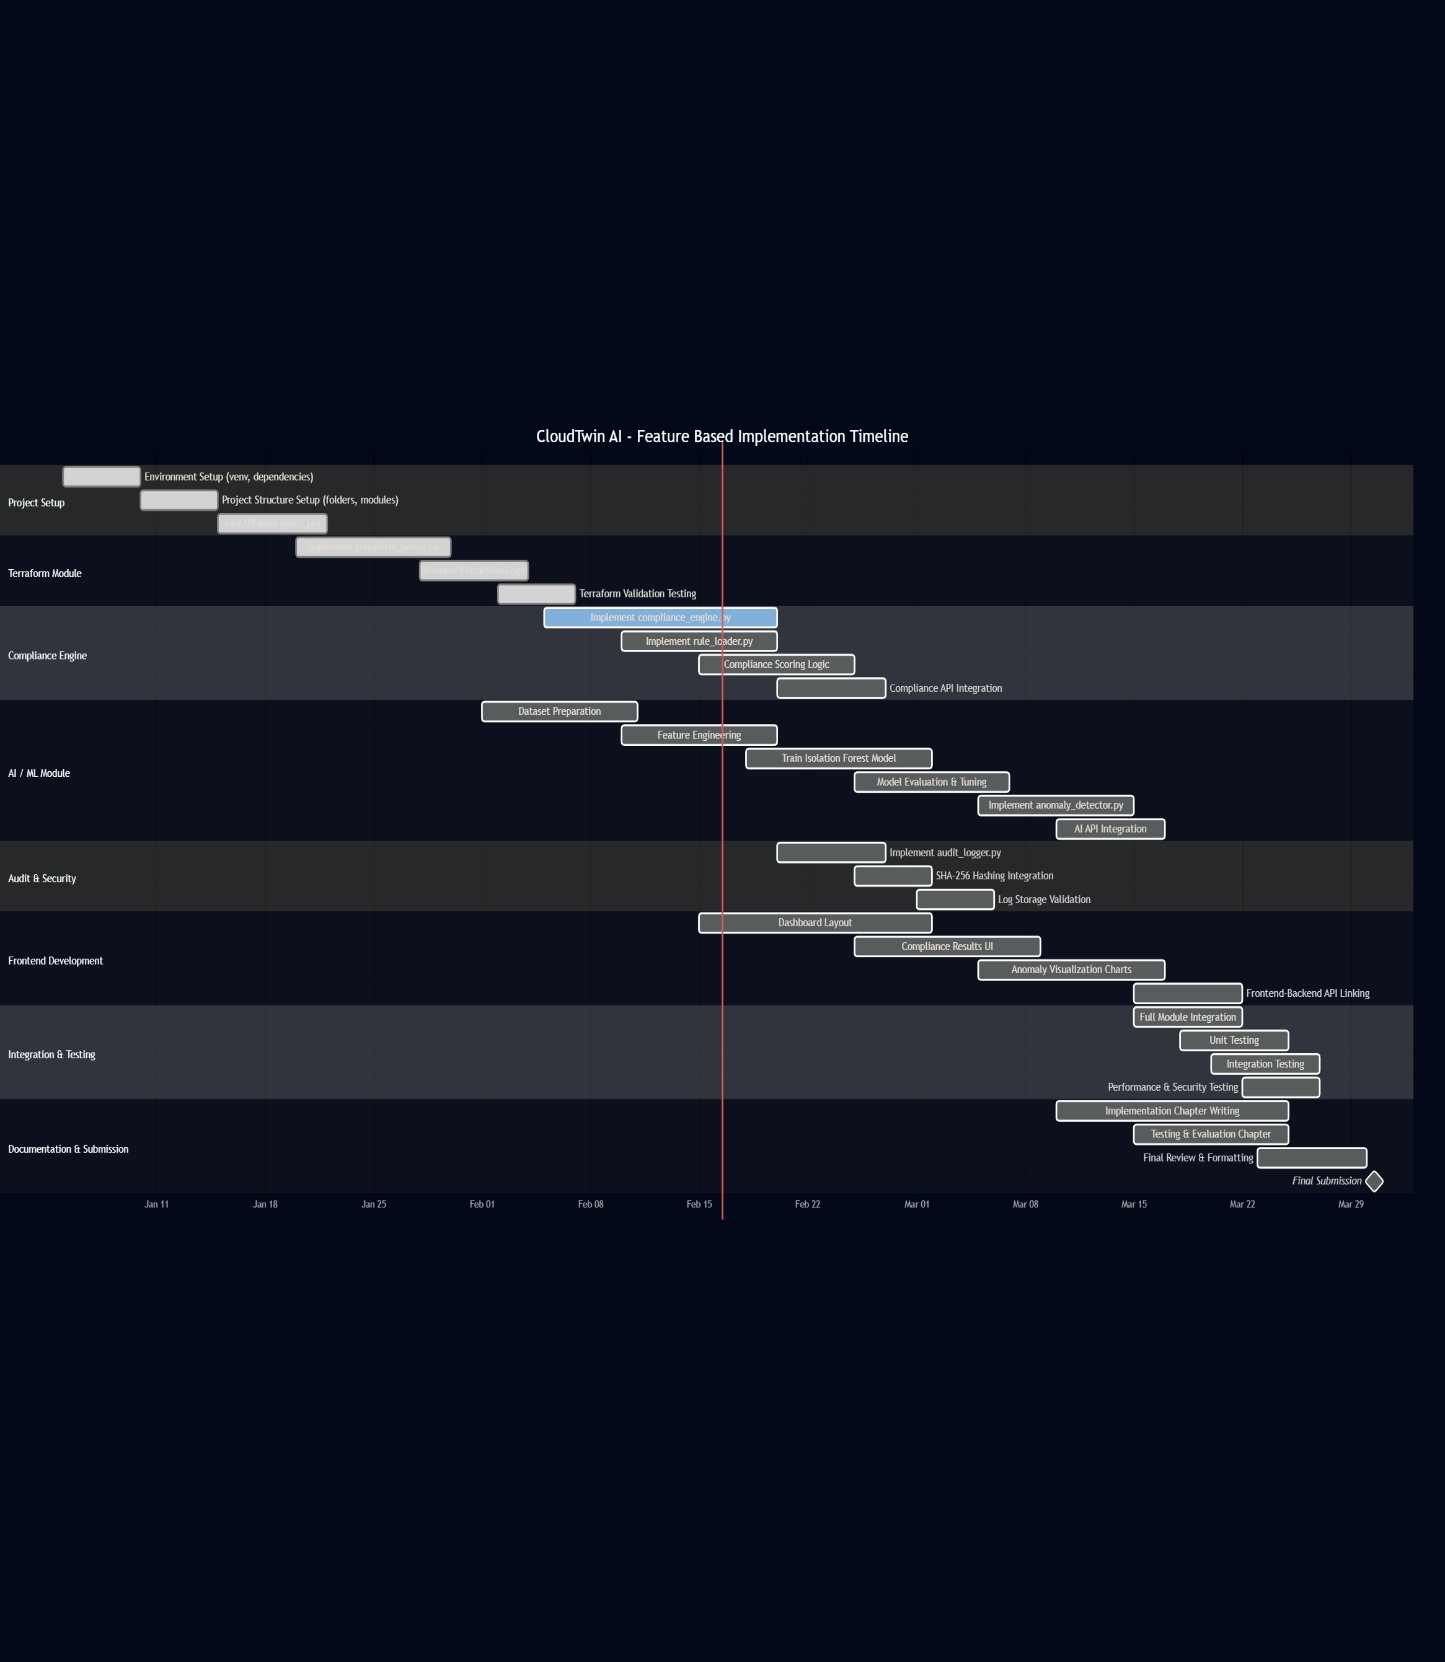 CloudTwin AI - Feature Based Implementation Timeline
Project Setup
Environment Setup (venv, dependencies)
Project Structure Setup (folders, modules)
Terraform Module
Terraform Validation Testing
Compliance Engine
Implement compliance_engine.py
Implement rule_loader.py
Compliance Scoring Logic
Compliance API Integration
AI / ML Module
Dataset Preparation
Feature Engineering
Train Isolation Forest Model
Model Evaluation & Tuning
Implement anomaly_detector.py
AI API Integration
Audit & Security
Implement audit_logger.py
SHA-256 Hashing Integration
Log Storage Validation
Frontend Development
Dashboard Layout
Compliance Results UI
Anomaly Visualization Charts
Frontend-Backend API Linking
Integration & Testing
Full Module Integration
Unit Testing
Integration Testing
Performance & Security Testing
Documentation & Submission
Implementation Chapter Writing
Testing & Evaluation Chapter
Final Review & Formatting
Final Submission
Jan 11 Jan 18 Jan 25 Feb 01 Feb 08 Feb 15 Feb 22 Mar 01 Mar 08 Mar 15 Mar 22 Mar 29